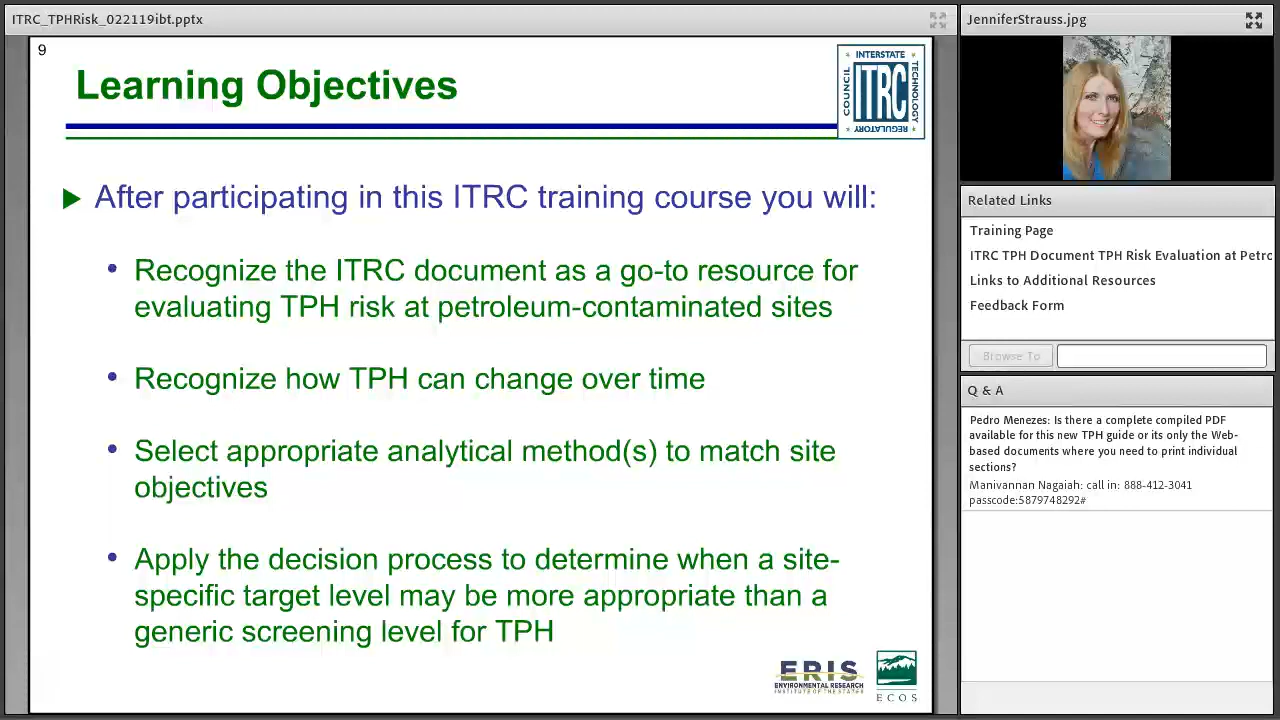 ITRC_TPHRisk_022119ibt.pptx
9
Learning Objectives
INTERSTATE
COUNCIL
ITRC
TECHNOLOGY
REGULATORY
After participating in this ITRC training course you will:
• Recognize the ITRC document as a go-to resource for
evaluating TPH risk at petroleum-contaminated sites
• Recognize how TPH can change over time
• Select appropriate analytical method(s) to match site
objectives
• Apply the decision process to determine when a site-
specific target level may be more appropriate than a
generic screening level for TPH
ERIS
ENVIRONMENTAL RESEARCH
INSTITUTE OF THE STATES
ECOS
JenniferStrauss.jpg
Related Links
Training Page
ITRC TPH Document TPH Risk Evaluation at Petrc
Links to Additional Resources
Feedback Form
Browse To
Q & A
Pedro Menezes: Is there a complete compiled PDF
available for this new TPH guide or its only the Web-
based documents where you need to print individual
sections?
Manivannan Nagaiah: call in: 888-412-3041
passcode:5879748292#